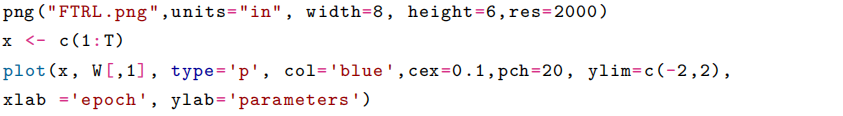 png("FTRL.png",units="in", width=8, height=6,res=2000)
x <- c(1:T)
plot(x, W[,1], type='p', col='blue',cex=0.1,pch=20, ylim=c(-2,2),
xlab ='epoch', ylab='parameters')